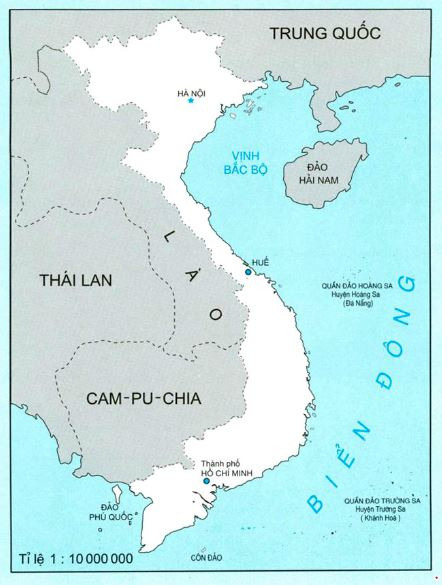 TRUNG QUỐC
HÀ NỘI
VỊNH
BẮC BỘ
ĐẢO
HẢI NAM
LÀO
HUẾ
THÁI LAN
QUẦN ĐẢO HOÀNG SA
Huyện Hoàng Sa
(Đà Nẵng)
BIỂN ĐÔNG
CAM-PU-CHIA
Thành phố
HỒ CHÍ MINH
ĐẢO
PHÚ QUỐC
QUẦN ĐẢO TRƯỜNG SA
Huyện Trường Sa
( Khánh Hoà )
CÔN ĐẢO
Tỉ lệ 1 : 10 000 000